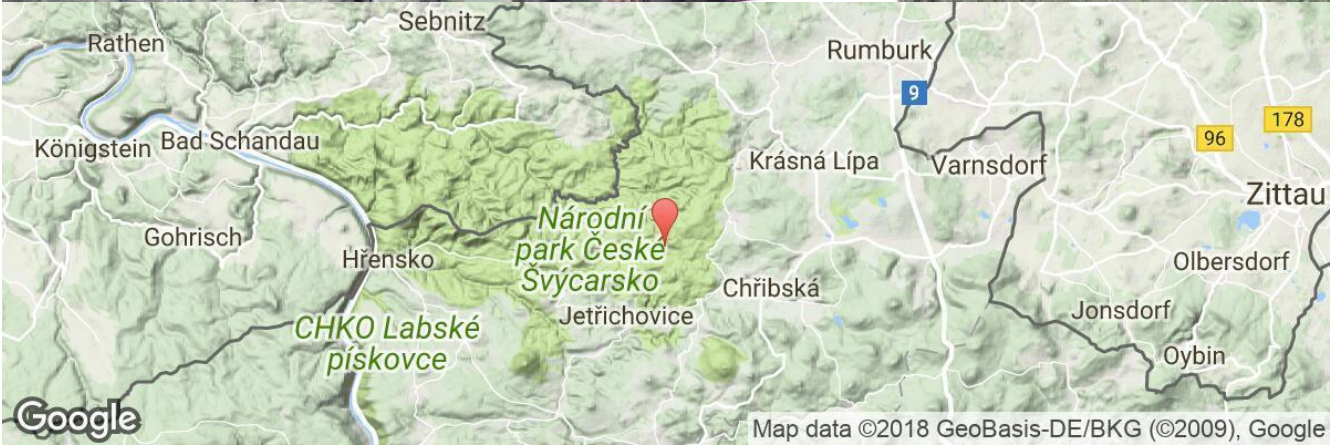 Sebnitz
Rathen
Rumburk
9
178
96
Königstein
Bad Schandau
Krásná Lípa
Varnsdorf
Zittau
Národní
park České
Švýcarsko
Gohrisch
Hřensko
Olbersdorf
Chřibská
Jetřichovice
Jonsdorf
CHKO Labské
pískovce
Oybin
Google
Map data ©2018 GeoBasis-DE/BKG (©2009), Google